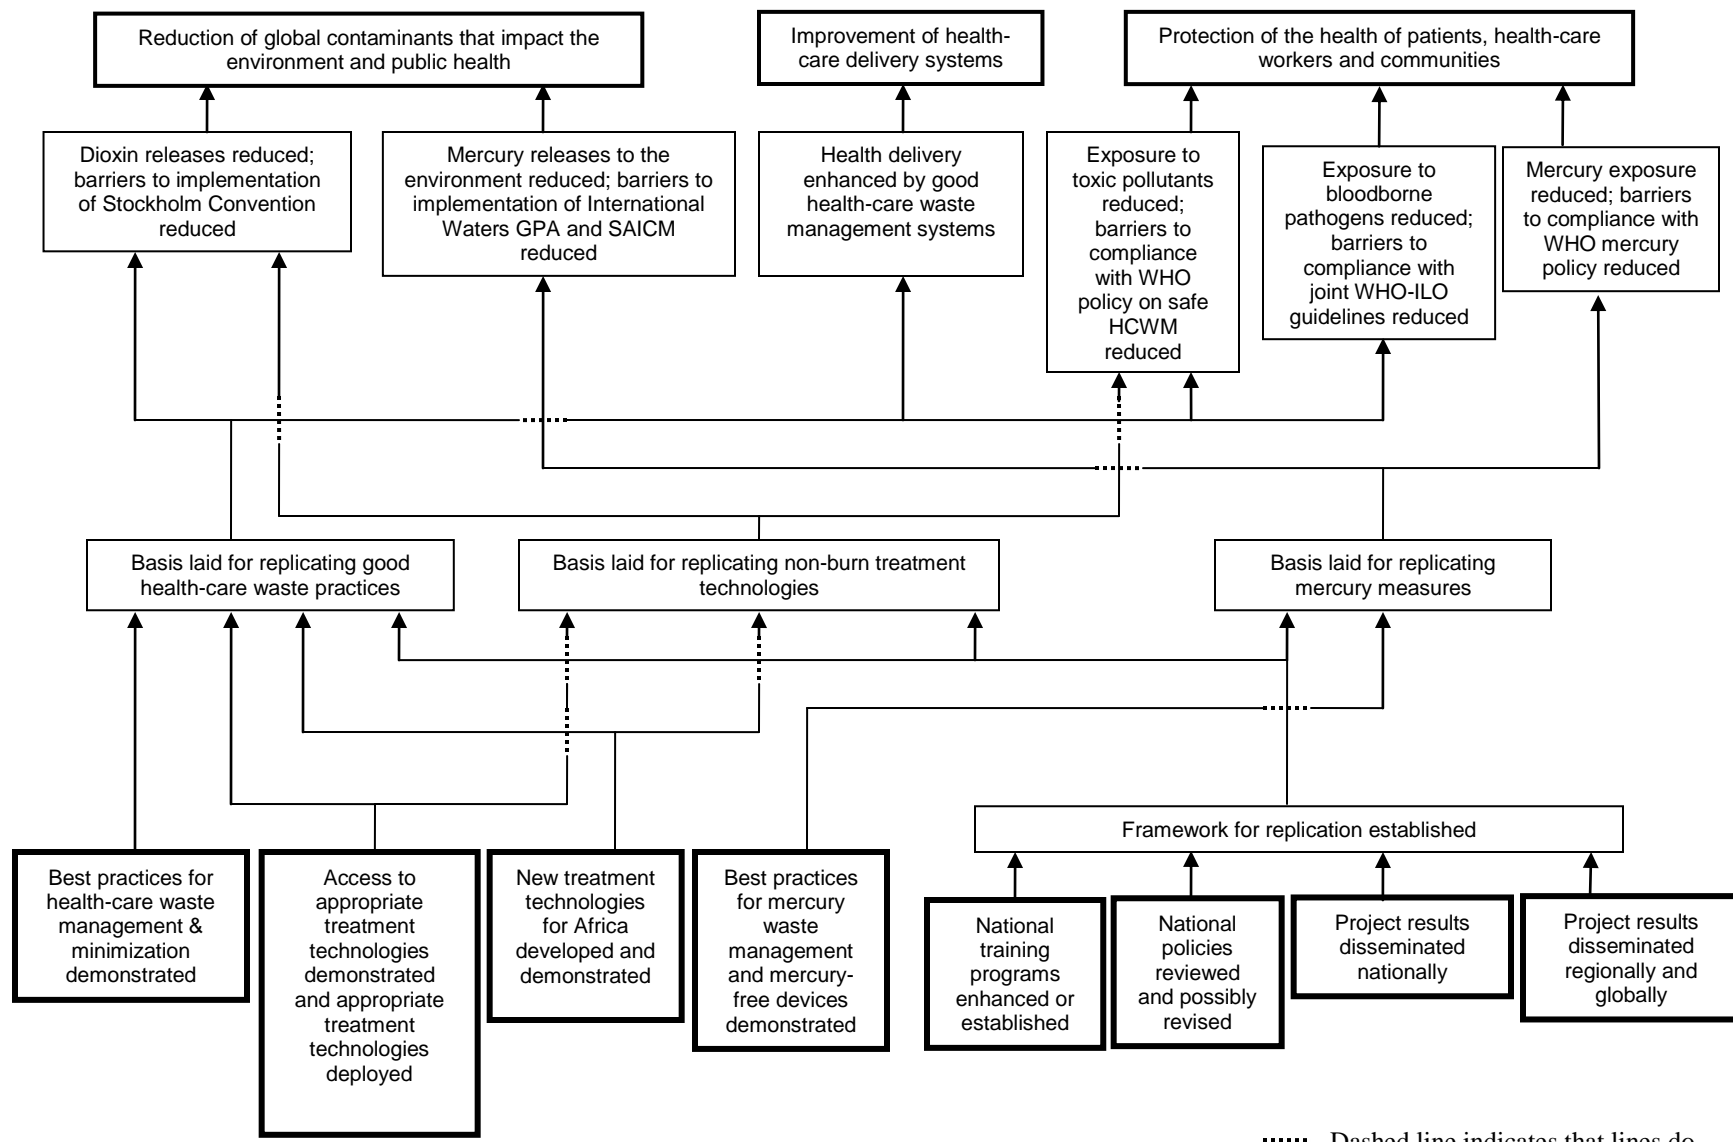 Reduction of global contaminants that impact the
environment and public health
Improvement of health-
care delivery systems
Protection of the health of patients, health-care
workers and communities
Dioxin releases reduced;
barriers to implementation
of Stockholm Convention
reduced
Mercury releases to the
environment reduced; barriers to
implementation of International
Waters GPA and SAICM
reduced
Health delivery
enhanced by good
health-care waste
management systems
Exposure to
toxic pollutants
reduced;
barriers to
compliance
with WHO
policy on safe
HCWM
reduced
Exposure to
bloodborne
pathogens reduced;
barriers to
compliance with
joint WHO-ILO
guidelines reduced
Mercury exposure
reduced; barriers
to compliance with
WHO mercury
policy reduced
Basis laid for replicating good
health-care waste practices
Basis laid for replicating non-burn treatment
technologies
Basis laid for replicating
mercury measures
Framework for replication established
Best practices for
health-care waste
management &
minimization
demonstrated
Access to
appropriate
treatment
technologies
demonstrated
and appropriate
treatment
technologies
deployed
New treatment
technologies
for Africa
developed and
demonstrated
Best practices
for mercury
waste
management
and mercury-
free devices
demonstrated
National
training
programs
enhanced or
established
National
policies
reviewed
and possibly
revised
Project results
disseminated
nationally
Project results
disseminated
regionally and
globally
Dashed line indicates that lines do